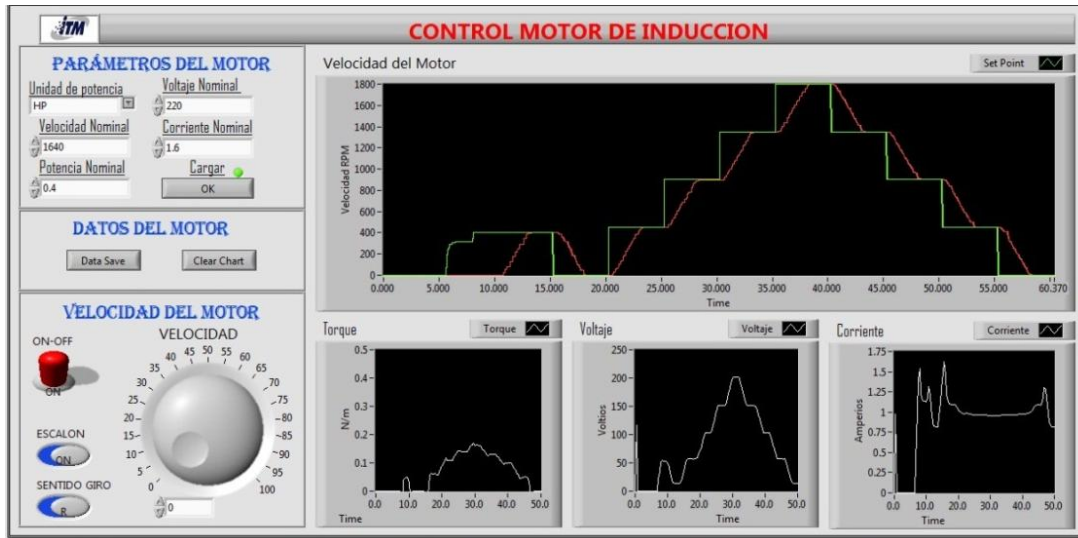 iTM
CONTROL MOTOR DE INDUCCION
PARÁMETROS DEL MOTOR
Unidad de potencia
Voltaje Nominal
HP
220
Velocidad Nominal
Corriente Nominal
1640
1.6
Potencia Nominal
Cargar
0.4
OK
DATOS DEL MOTOR
Data Save
Clear Chart
VELOCIDAD DEL MOTOR
ON-OFF
ON
ESCALON
ON
SENTIDO GIRO
R
VELOCIDAD
0
5
10
15
20
25
30
35
40
45
50
55
60
65
70
75
80
85
90
95
100
0
Velocidad del Motor
Set Point
Velocidad RPM
1800
1600
1400
1200
1000
800
600
400
200
0
0.000 5.000 10.000 15.000 20.000 25.000 30.000 35.000 40.000 45.000 50.000 55.000 60.370
Time
Torque
Torque
N/m
0.5
0.4
0.3
0.2
0.1
0
0.0 10.0 20.0 30.0 40.0 50.0
Time
Voltaje
Voltaje
Voltios
250
200
150
100
50
0
0.0 10.0 20.0 30.0 40.0 50.0
Time
Corriente
Corriente
Amperios
1.75
1.5
1.25
1
0.75
0.5
0.25
0
0.0 10.0 20.0 30.0 40.0 50.0
Time